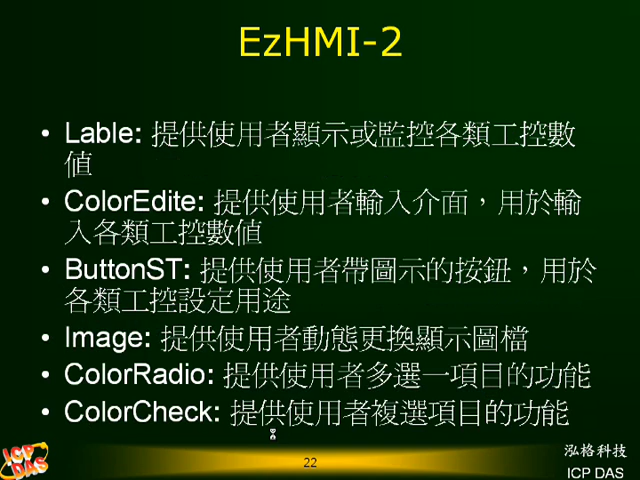 EzHMI-2
• Lable: 提供使用者顯示或監控各類工控數
值
• ColorEdite: 提供使用者輸入介面，用於輸
入各類工控數值
• ButtonST: 提供使用者帶圖示的按鈕，用於
各類工控設定用途
• Image: 提供使用者動態更換顯示圖檔
• ColorRadio: 提供使用者多選一項目的功能
• ColorCheck: 提供使用者複選項目的功能
ICP
DAS
22
泓格科技
ICP DAS